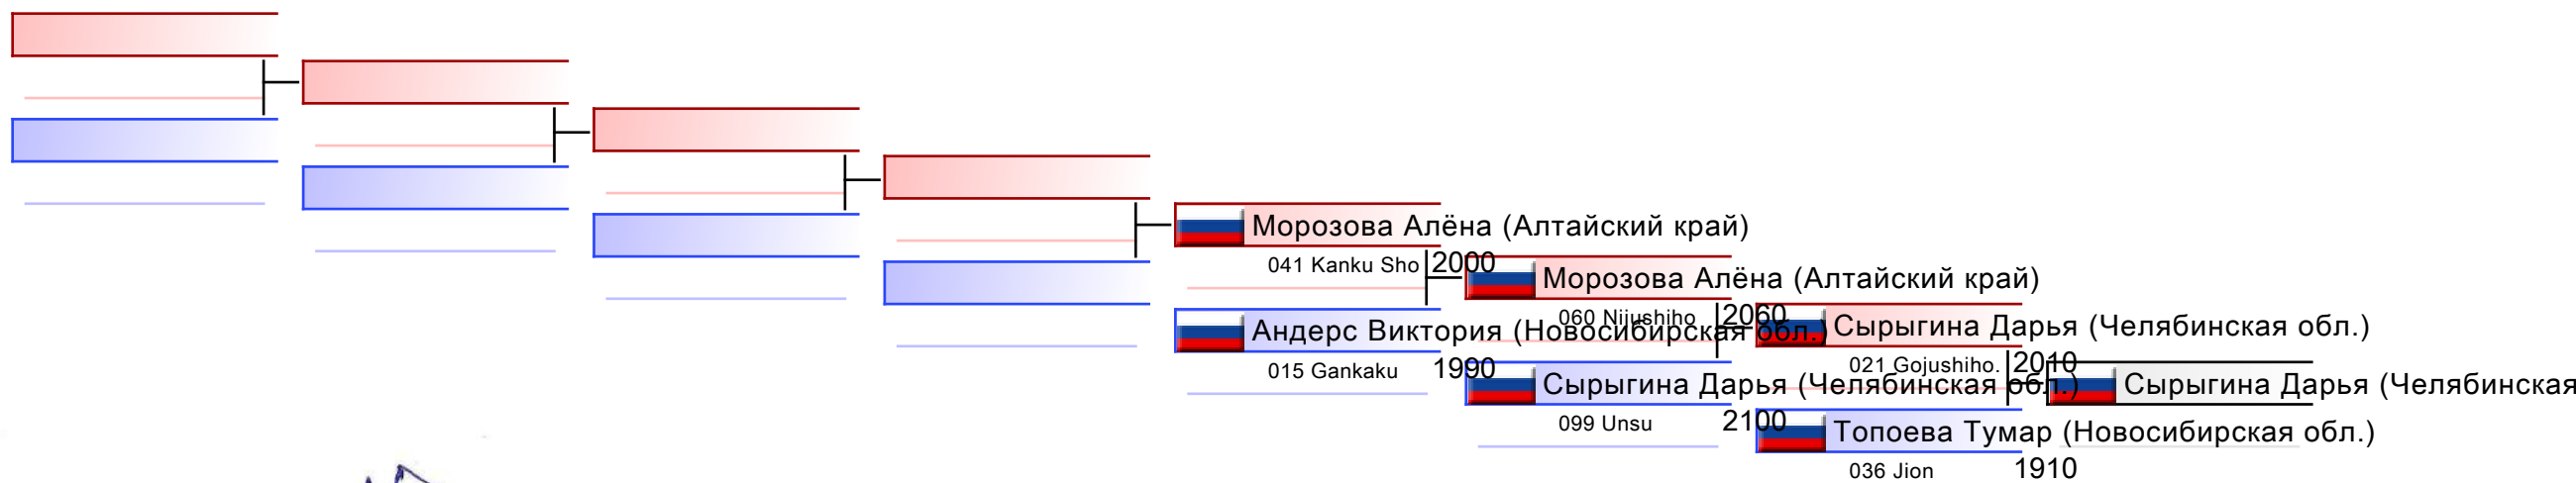 Морозова Алёна (Алтайский край)
041 Kanku Sho 2000
Андерс Виктория (Новосибирская обл.)
015 Gankaku 1990
Морозова Алёна (Алтайский край)
060 Nijushiho 2060
Сырыгина Дарья (Челябинская обл.)
099 Unsu 2100
Сырыгина Дарья (Челябинская обл.)
021 Gojushiho. 2010
Топоева Тумар (Новосибирская обл.)
036 Jion 1910
Сырыгина Дарья (Челябинская